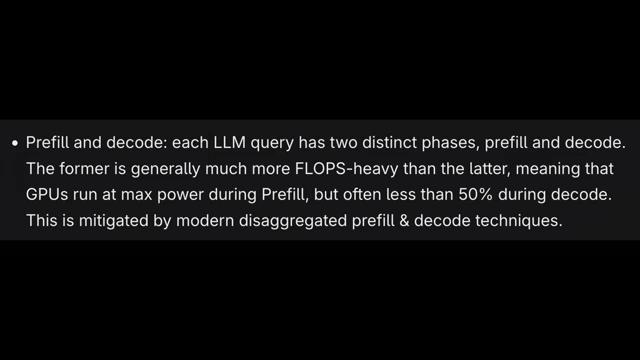 • Prefill and decode: each LLM query has two distinct phases, prefill and decode.
The former is generally much more FLOPS-heavy than the latter, meaning that
GPUs run at max power during Prefill, but often less than 50% during decode.
This is mitigated by modern disaggregated prefill & decode techniques.